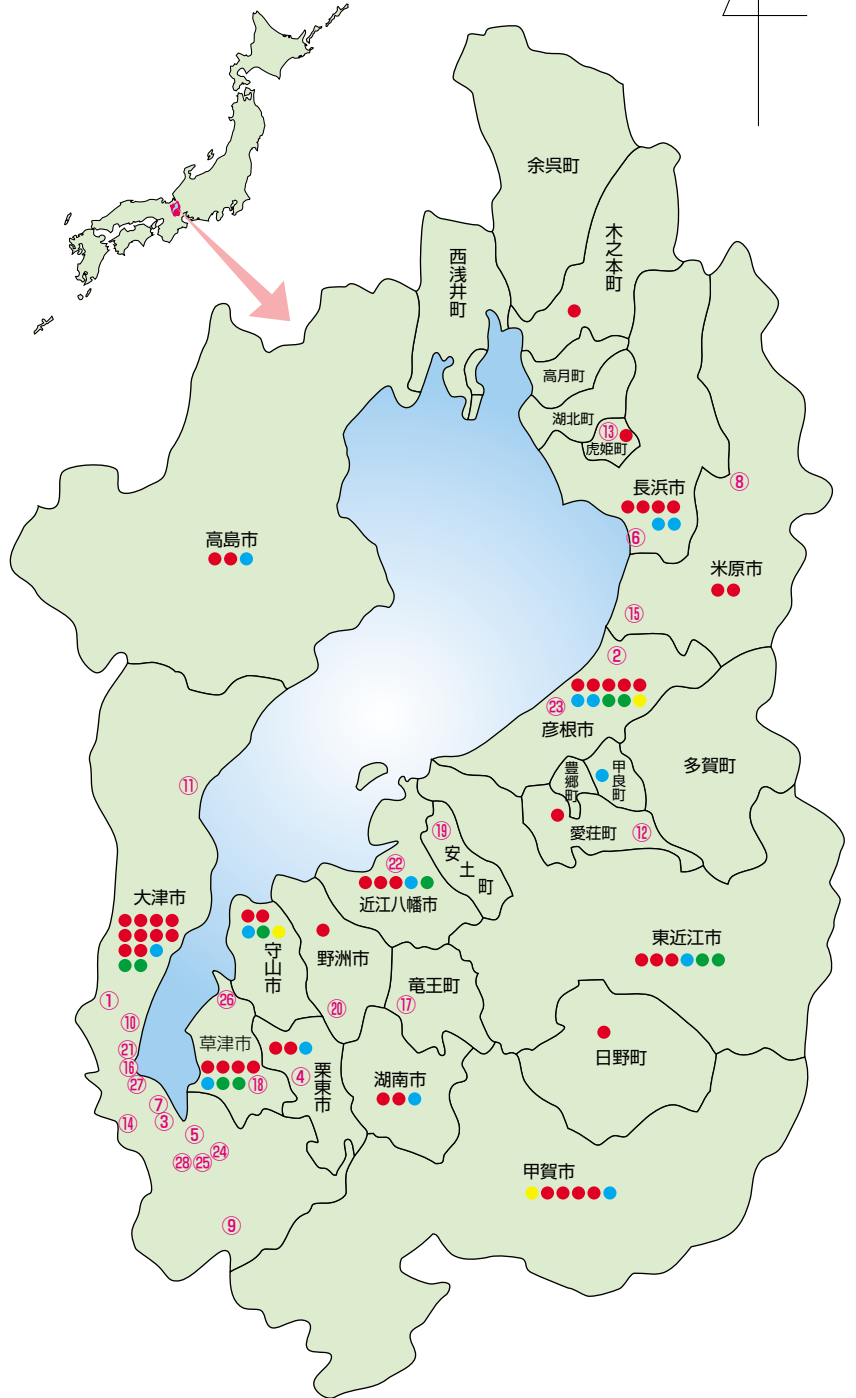 余呉町
木之本町
西浅井町
高月町
湖北町
⑬
虎姫町
⑧
長浜市
⑥
高島市
米原市
⑮
②
㉓
彦根市
多賀町
豊郷町
甲良町
⑪
愛荘町
⑫
⑲
安土町
㉒
近江八幡市
大津市
守山市
野洲市
東近江市
竜王町
①
㉖
⑳
⑰
⑩
草津市
日野町
㉑
⑯
㉗
⑱
④
栗東市
湖南市
⑦
③
⑭
⑤
㉔
㉘
㉕
甲賀市
⑨